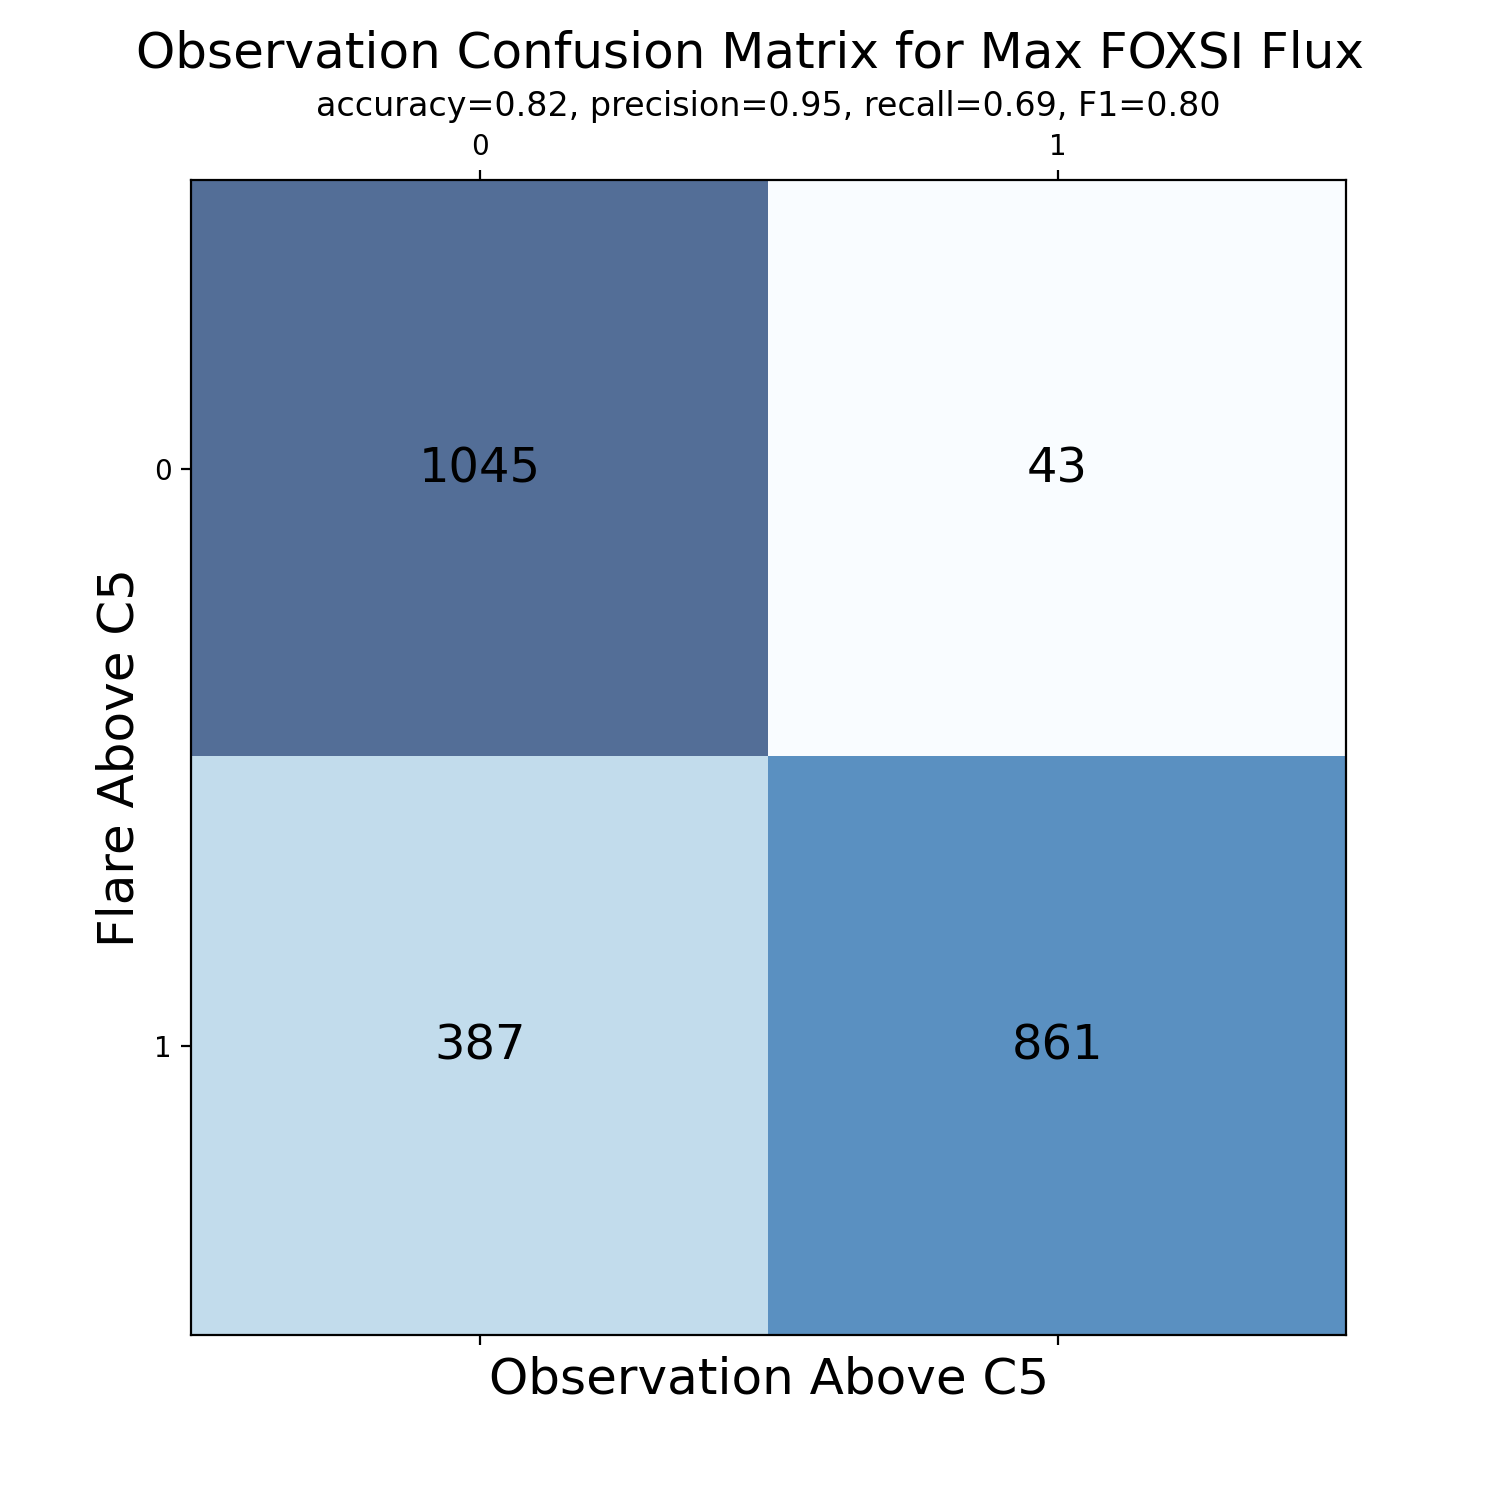 Observation Confusion Matrix for Max FOXSI Flux
accuracy=0.82, precision=0.95, recall=0.69, F1=0.80
0 1
0
1045 43
Flare Above C5
1
387 861
Observation Above C5